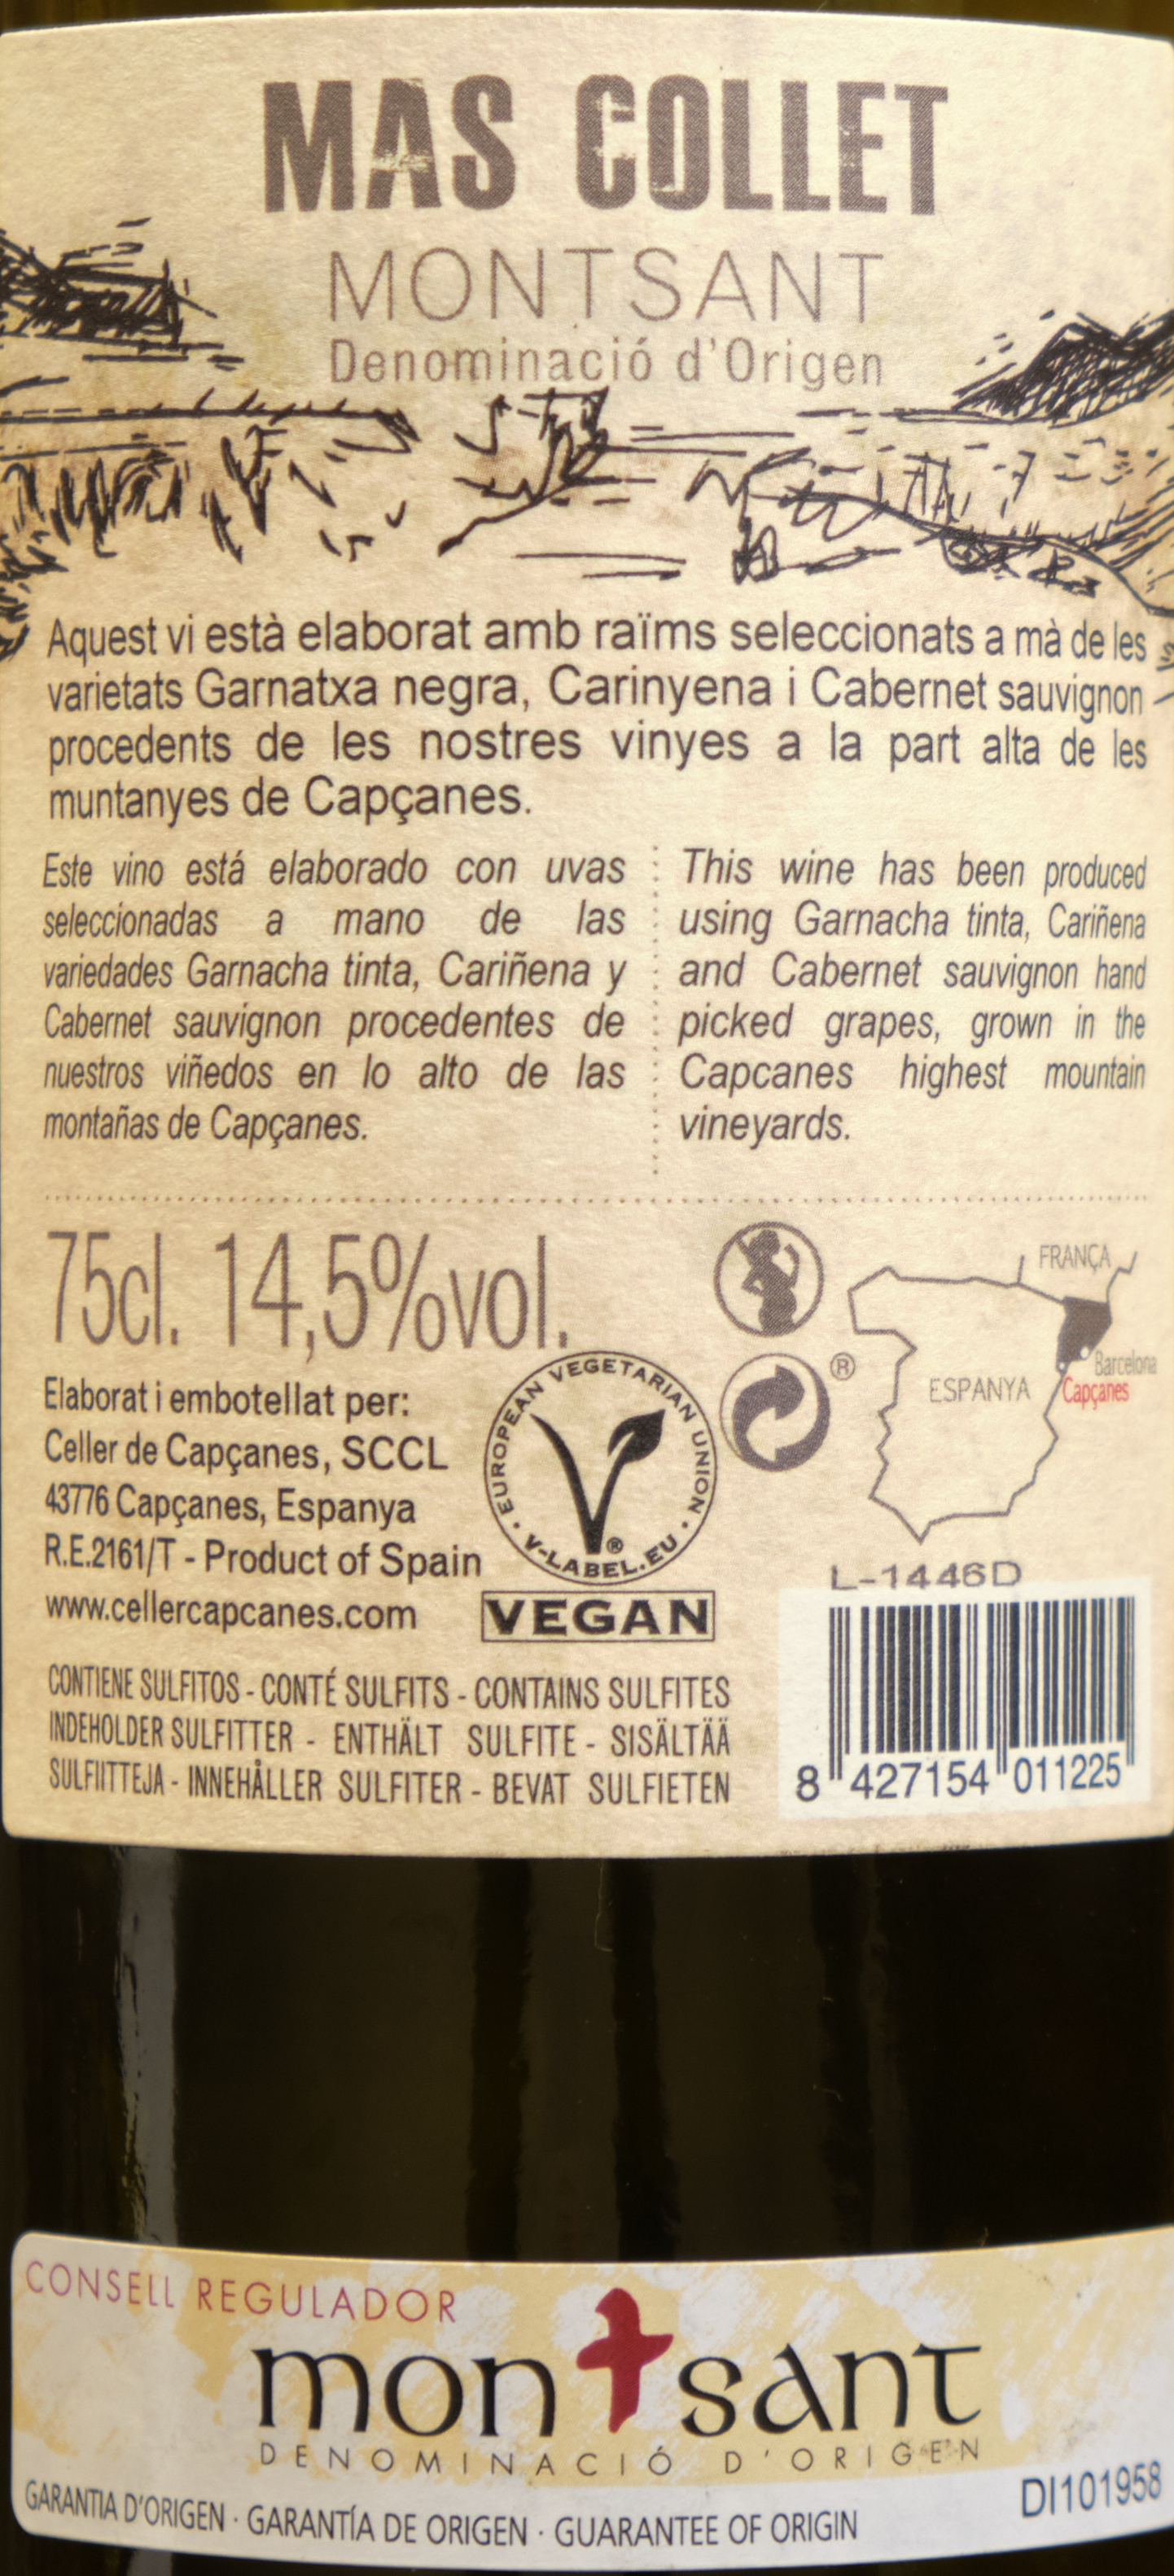 MAS COLLET
MONTSANT
Denominació d'Origen
Aquest vi està elaborat amb raïms seleccionats a mà de les
varietats Garnatxa negra, Carinyena i Cabernet sauvignon
procedents de les nostres vinyes a la part alta de les
muntanyes de Capçanes.
Este vino está elaborado con uvas
seleccionadas a mano de las
variedades Garnacha tinta, Cariñena y
Cabernet sauvignon procedentes de
nuestros viñedos en lo alto de las
montañas de Capçanes.
This wine has been produced
using Garnacha tinta, Cariñena
and Cabernet sauvignon hand
picked grapes, grown in the
Capcanes highest mountain
vineyards.
75cl. 14,5%vol.
Elaborat i embotellat per:
Celler de Capçanes, SCCL
43776 Capçanes, Espanya
R.E.2161/T - Product of Spain
www.cellercapcanes.com
EUROPEAN VEGETARIAN UNION
V-LABEL.EU
®
VEGAN
®
FRANÇA
Barcelona
ESPANYA
Capçanes
CONTIENE SULFITOS - CONTÉ SULFITS - CONTAINS SULFITES
INDEHOLDER SULFITTER - ENTHÄLT SULFITE - SISÄLTÄÄ
SULFIITTEJA - INNEHÅLLER SULFITER - BEVAT SULFIETEN
L-1446D
8 427154 011225
CONSELL REGULADOR
montsant
DENOMINACIÓ D'ORIGEN
GARANTIA D'ORIGEN · GARANTÍA DE ORIGEN · GUARANTEE OF ORIGIN
DI101958